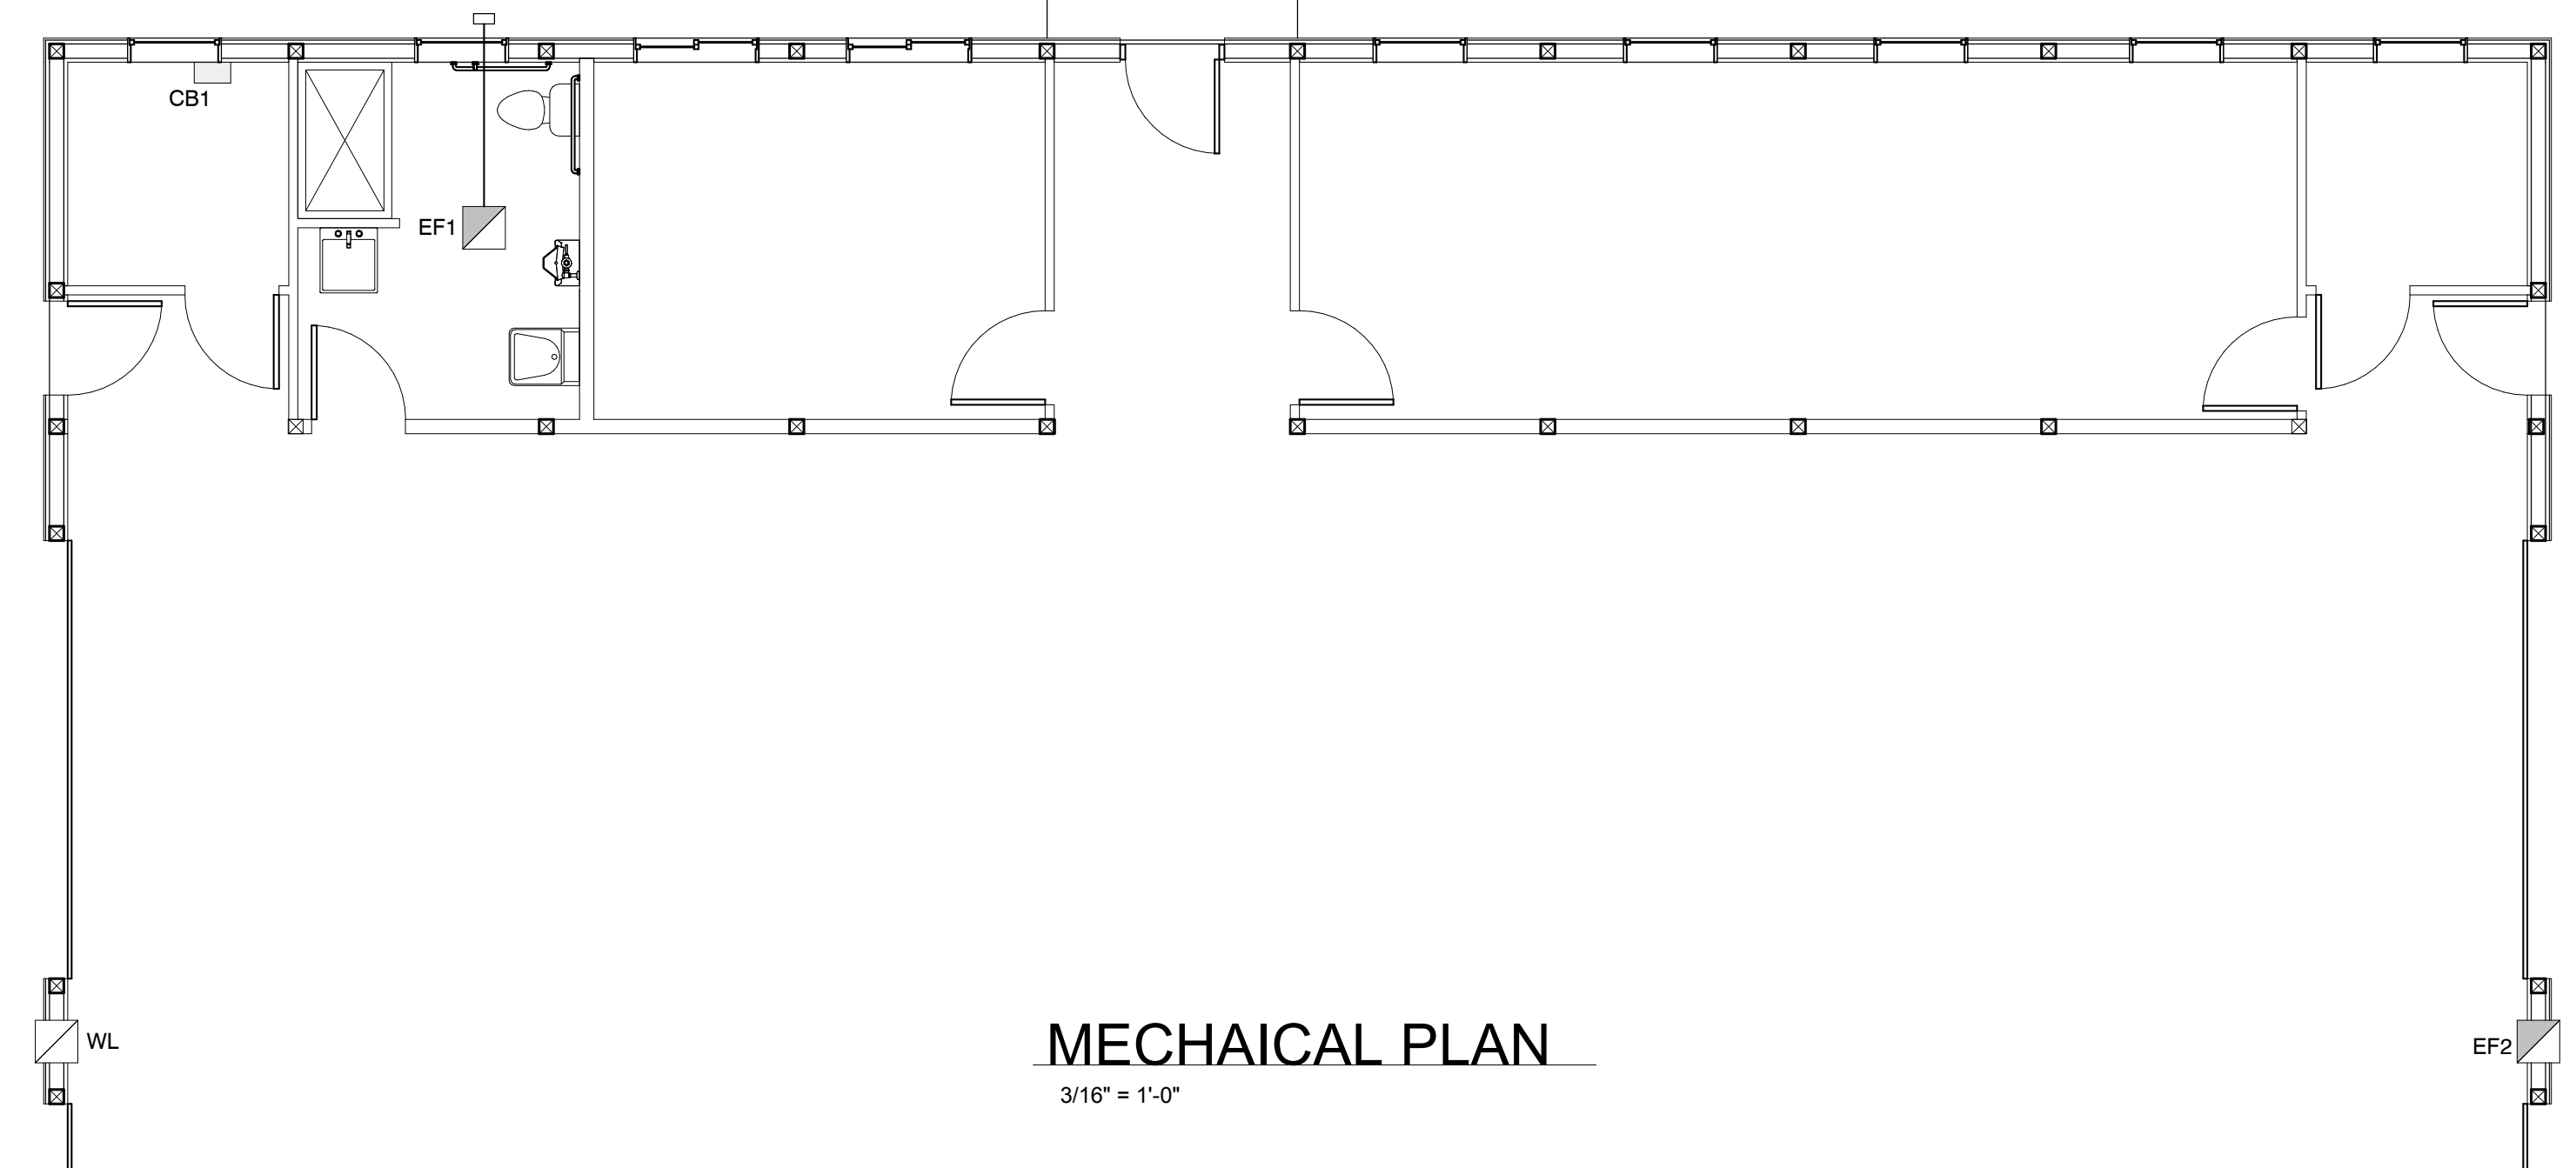 CB1
EF1
WL
MECHAICAL PLAN
EF2
3/16" = 1'-0"